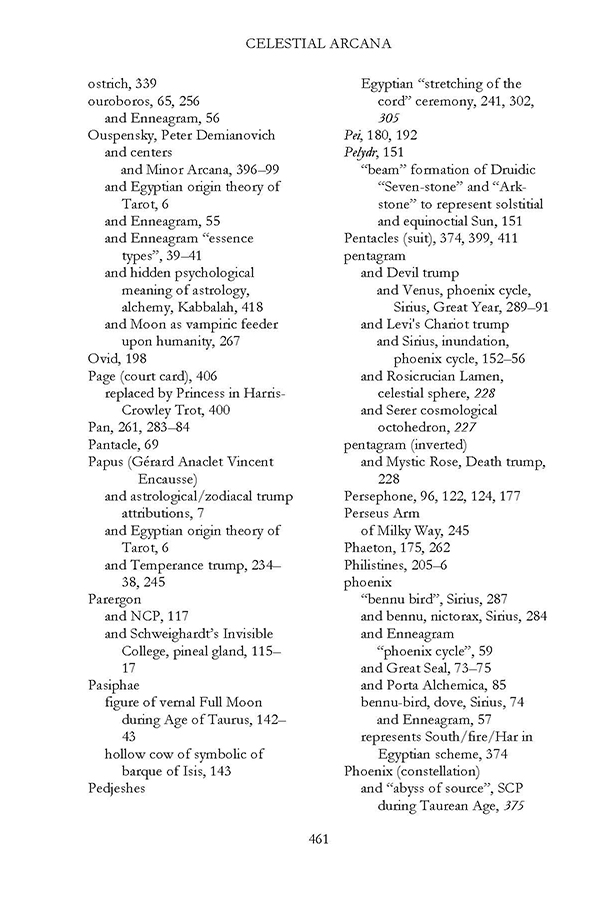 CELESTIAL ARCANA
ostrich, 339
ouroboros, 65, 256
and Enneagram, 56
Ouspensky, Peter Demianovich
and centers
and Minor Arcana, 396–99
and Egyptian origin theory of
Tarot, 6
and Enneagram, 55
and Enneagram “essence
types”, 39–41
and hidden psychological
meaning of astrology,
alchemy, Kabbalah, 418
and Moon as vampiric feeder
upon humanity, 267
Ovid, 198
Page (court card), 406
replaced by Princess in Harris-
Crowley Trot, 400
Pan, 261, 283–84
Pantacle, 69
Papus (Gérard Anaclet Vincent
Encausse)
and astrological/zodiacal trump
attributions, 7
and Egyptian origin theory of
Tarot, 6
and Temperance trump, 234–
38, 245
Parergon
and NCP, 117
and Schweighardt’s Invisible
College, pineal gland, 115–
17
Pasiphae
figure of vernal Full Moon
during Age of Taurus, 142–
43
hollow cow of symbolic of
barque of Isis, 143
Pedjeshes
Egyptian “stretching of the
cord” ceremony, 241, 302,
305
Pei, 180, 192
Pelydr, 151
“beam” formation of Druidic
“Seven-stone” and “Ark-
stone” to represent solstitial
and equinoctial Sun, 151
Pentacles (suit), 374, 399, 411
pentagram
and Devil trump
and Venus, phoenix cycle,
Sirius, Great Year, 289–91
and Levi's Chariot trump
and Sirius, inundation,
phoenix cycle, 152–56
and Rosicrucian Lamen,
celestial sphere, 228
and Serer cosmological
octohedron, 227
pentagram (inverted)
and Mystic Rose, Death trump,
228
Persephone, 96, 122, 124, 177
Perseus Arm
of Milky Way, 245
Phaeton, 175, 262
Philistines, 205–6
phoenix
“bennu bird”, Sirius, 287
and bennu, nictorax, Sirius, 284
and Enneagram
“phoenix cycle”, 59
and Great Seal, 73–75
and Porta Alchemica, 85
bennu-bird, dove, Sirius, 74
and Enneagram, 57
represents South/fire/Har in
Egyptian scheme, 374
Phoenix (constellation)
and “abyss of source”, SCP
during Taurean Age, 375
461